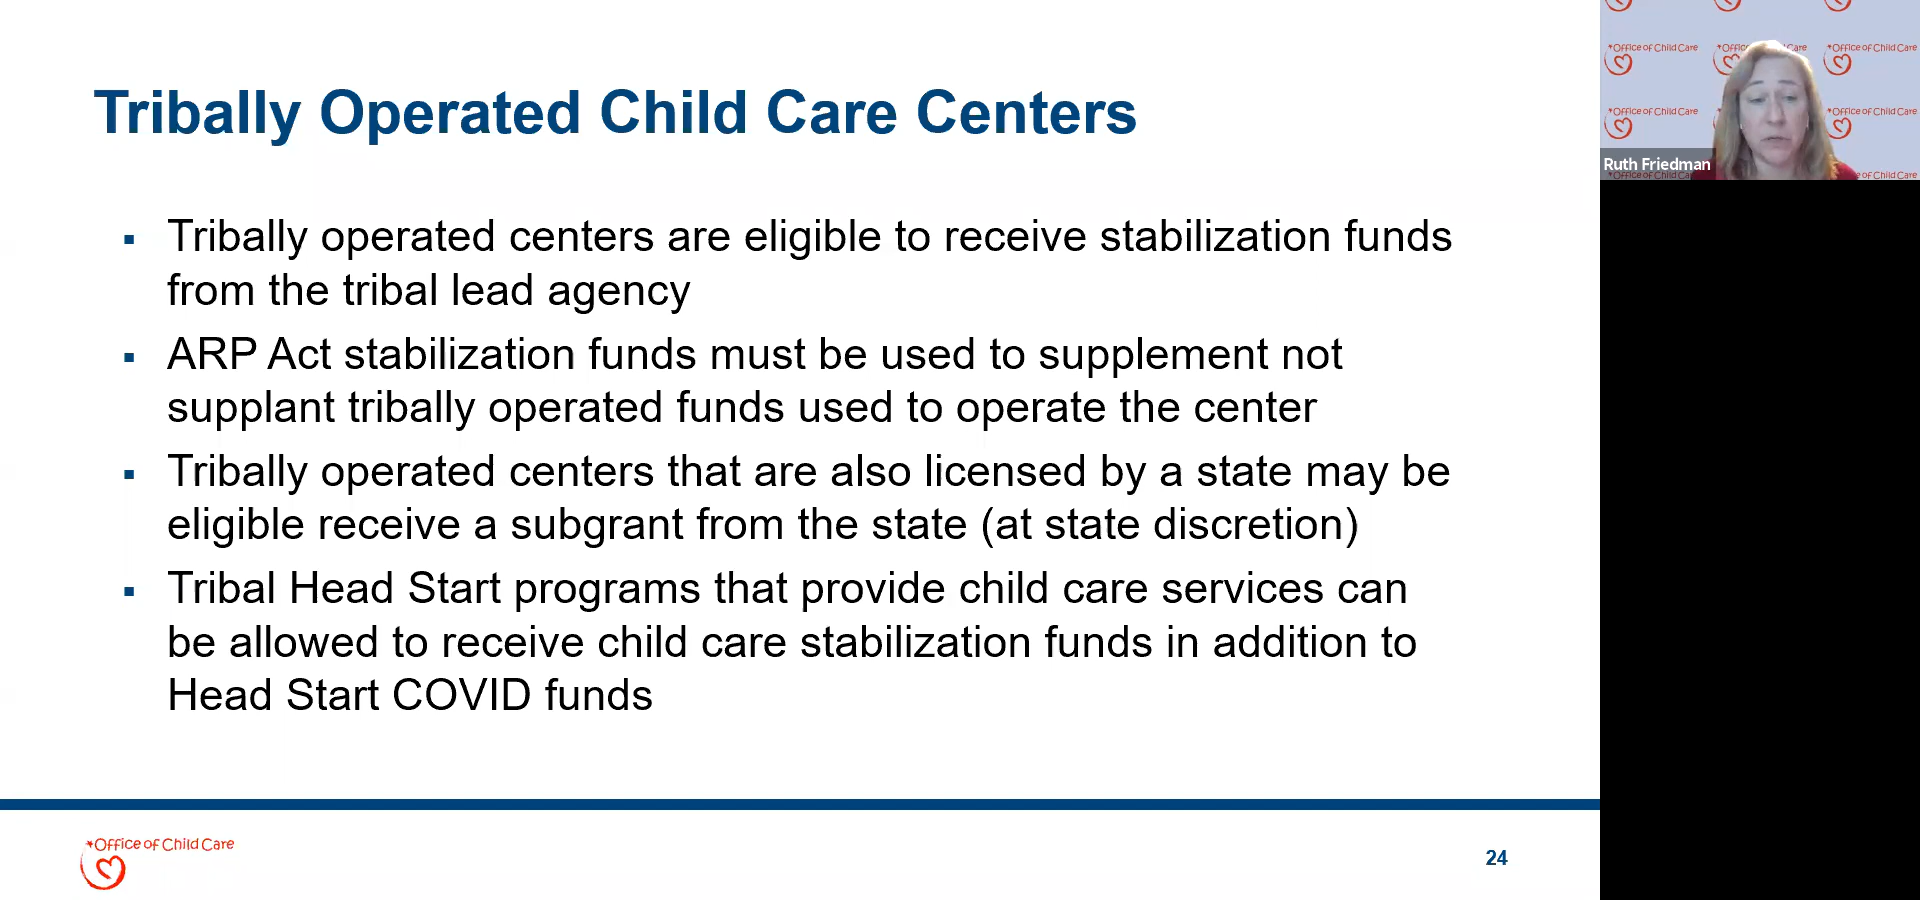 Tribally Operated Child Care Centers
▪ Tribally operated centers are eligible to receive stabilization funds
from the tribal lead agency
▪ ARP Act stabilization funds must be used to supplement not
supplant tribally operated funds used to operate the center
▪ Tribally operated centers that are also licensed by a state may be
eligible receive a subgrant from the state (at state discretion)
▪ Tribal Head Start programs that provide child care services can
be allowed to receive child care stabilization funds in addition to
Head Start COVID funds
*Office of Child Care
24
*Office of Child Care
*Office of Child Care
*Office of Child Care
*Office of Child Care
Ruth Friedman